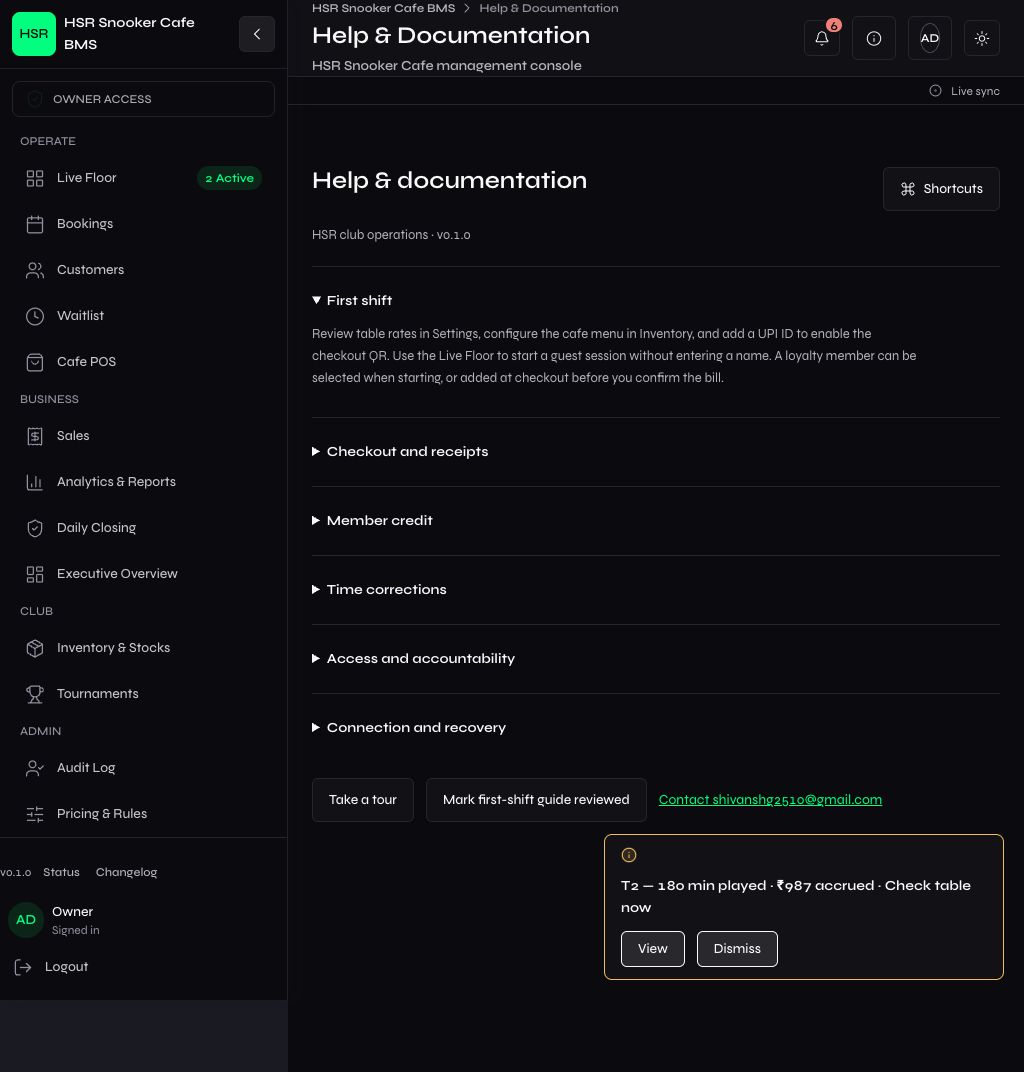 HSR
HSR Snooker Cafe
BMS
OWNER ACCESS
OPERATE
Live Floor
2 Active
Bookings
Customers
Waitlist
Cafe POS
BUSINESS
Sales
Analytics & Reports
Daily Closing
Executive Overview
CLUB
Inventory & Stocks
Tournaments
ADMIN
Audit Log
Pricing & Rules
v0.1.0 Status Changelog
AD
Owner
Signed in
Logout
HSR Snooker Cafe BMS > Help & Documentation
Help & Documentation
HSR Snooker Cafe management console
6
AD
Live sync
Help & documentation
Shortcuts
HSR club operations · v0.1.0
First shift
Review table rates in Settings, configure the cafe menu in Inventory, and add a UPI ID to enable the
checkout QR. Use the Live Floor to start a guest session without entering a name. A loyalty member can be
selected when starting, or added at checkout before you confirm the bill.
Checkout and receipts
Member credit
Time corrections
Access and accountability
Connection and recovery
Take a tour
Mark first-shift guide reviewed
Contact shivanshg2510@gmail.com
T2 — 180 min played · ₹987 accrued · Check table
now
View
Dismiss